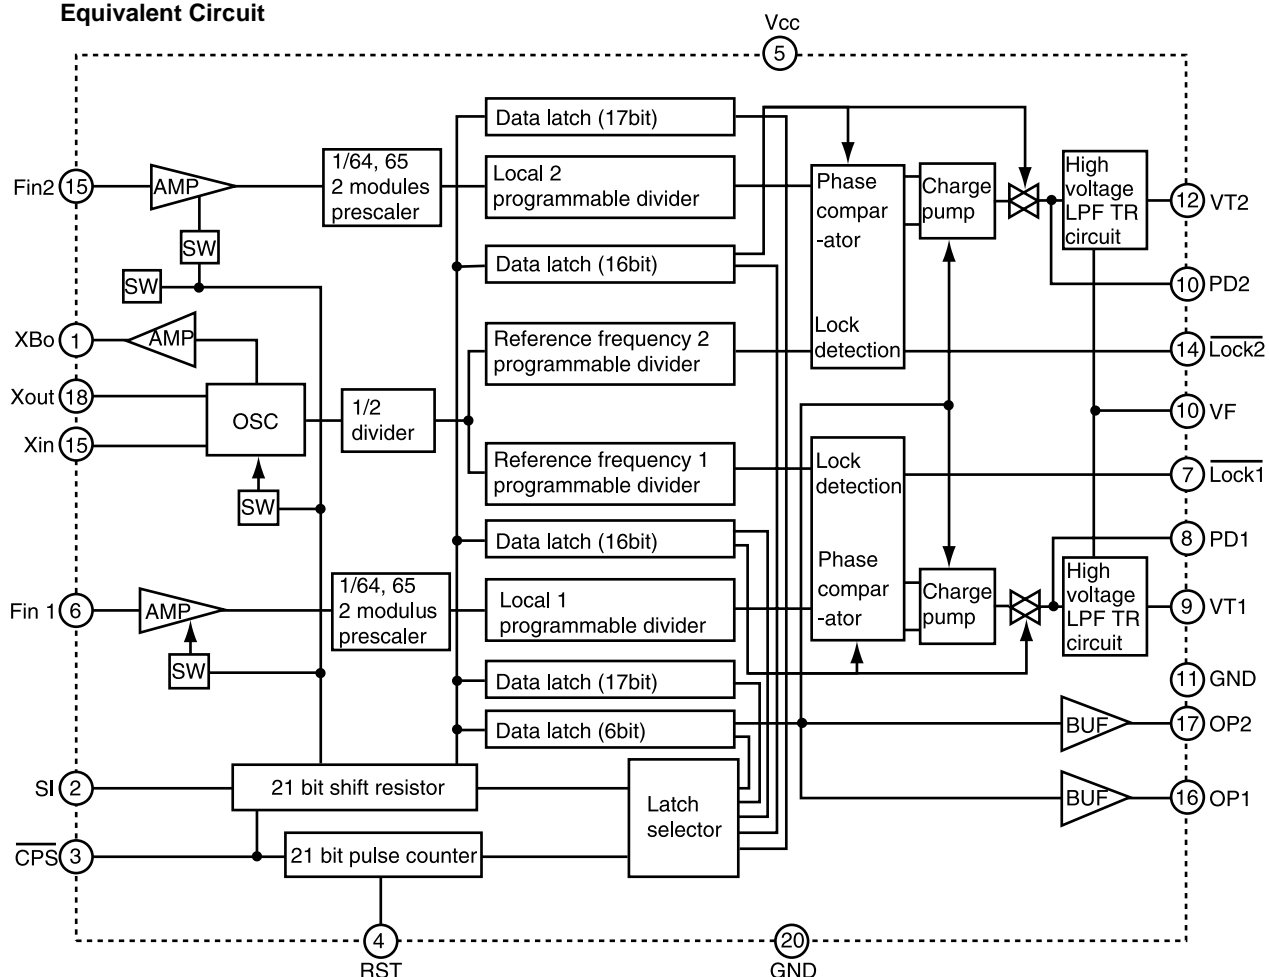 Equivalent Circuit
Vcc
5
Data latch (17bit)
Fin2 15
AMP
1/64, 65
2 modules
prescaler
Local 2
programmable divider
Phase
compar
-ator
Lock
detection
Charge
pump
High
voltage
LPF TR
circuit
12 VT2
SW
SW
Data latch (16bit)
10 PD2
XBo 1
AMP
Reference frequency 2
programmable divider
14 Lock2
Xout 18
Xin 15
OSC
1/2
divider
10 VF
SW
Reference frequency 1
programmable divider
Lock
detection
Phase
compar
-ator
7 Lock1
Data latch (16bit)
8 PD1
Fin 1 6
AMP
1/64, 65
2 modulus
prescaler
Local 1
programmable divider
Charge
pump
High
voltage
LPF TR
circuit
9 VT1
SW
Data latch (17bit)
11 GND
Data latch (6bit)
BUF
17 OP2
SI 2
21 bit shift resistor
Latch
selector
BUF
16 OP1
CPS 3
21 bit pulse counter
4
RST
20
GND